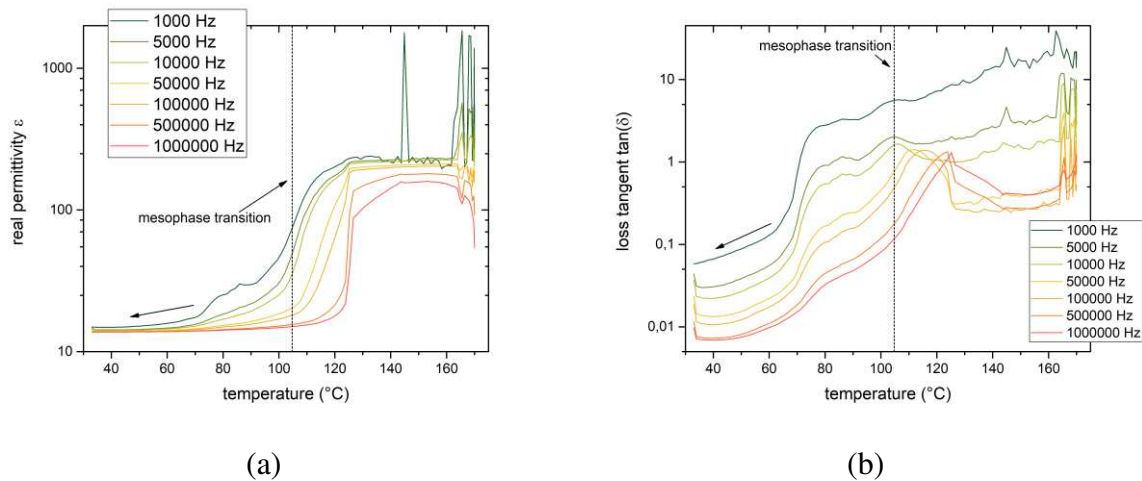 1000 Hz
5000 Hz
10000 Hz
50000 Hz
100000 Hz
500000 Hz
1000000 Hz
1000
100
10
real permittivity ε
mesophase transition
40 60 80 100 120 140 160
temperature (°C)
(a)
mesophase transition
10
1
0,1
0,01
loss tangent tan(δ)
1000 Hz
5000 Hz
10000 Hz
50000 Hz
100000 Hz
500000 Hz
1000000 Hz
40 60 80 100 120 140 160
temperature (°C)
(b)